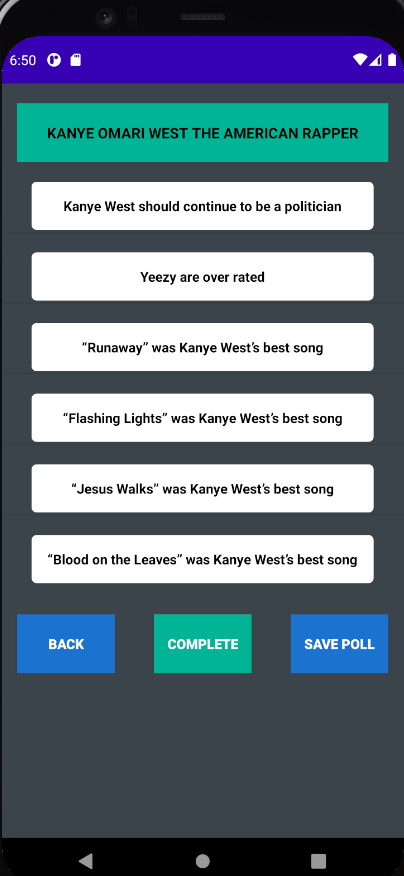 6:50
KANYE OMARI WEST THE AMERICAN RAPPER
Kanye West should continue to be a politician
Yeezy are over rated
“Runaway” was Kanye West’s best song
“Flashing Lights” was Kanye West’s best song
“Jesus Walks” was Kanye West’s best song
“Blood on the Leaves” was Kanye West’s best song
BACK
COMPLETE
SAVE POLL